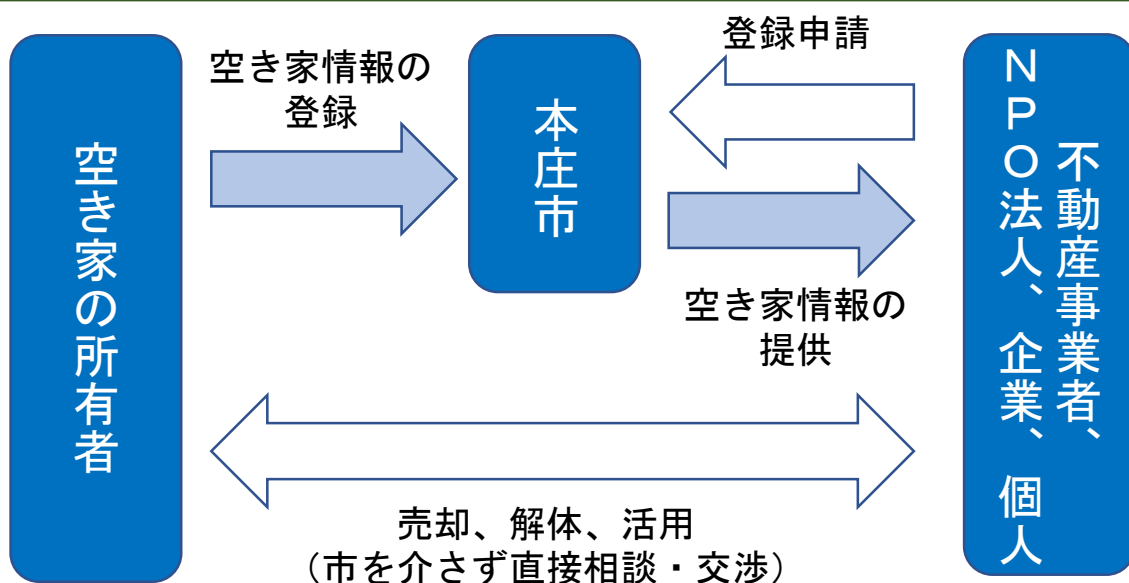 空き家の所有者
空き家情報の
登録
本庄市
登録申請
空き家情報の
提供
不動産事業者、
ＮＰＯ法人、企業、個人
売却、解体、活用
（市を介さず直接相談・交渉）